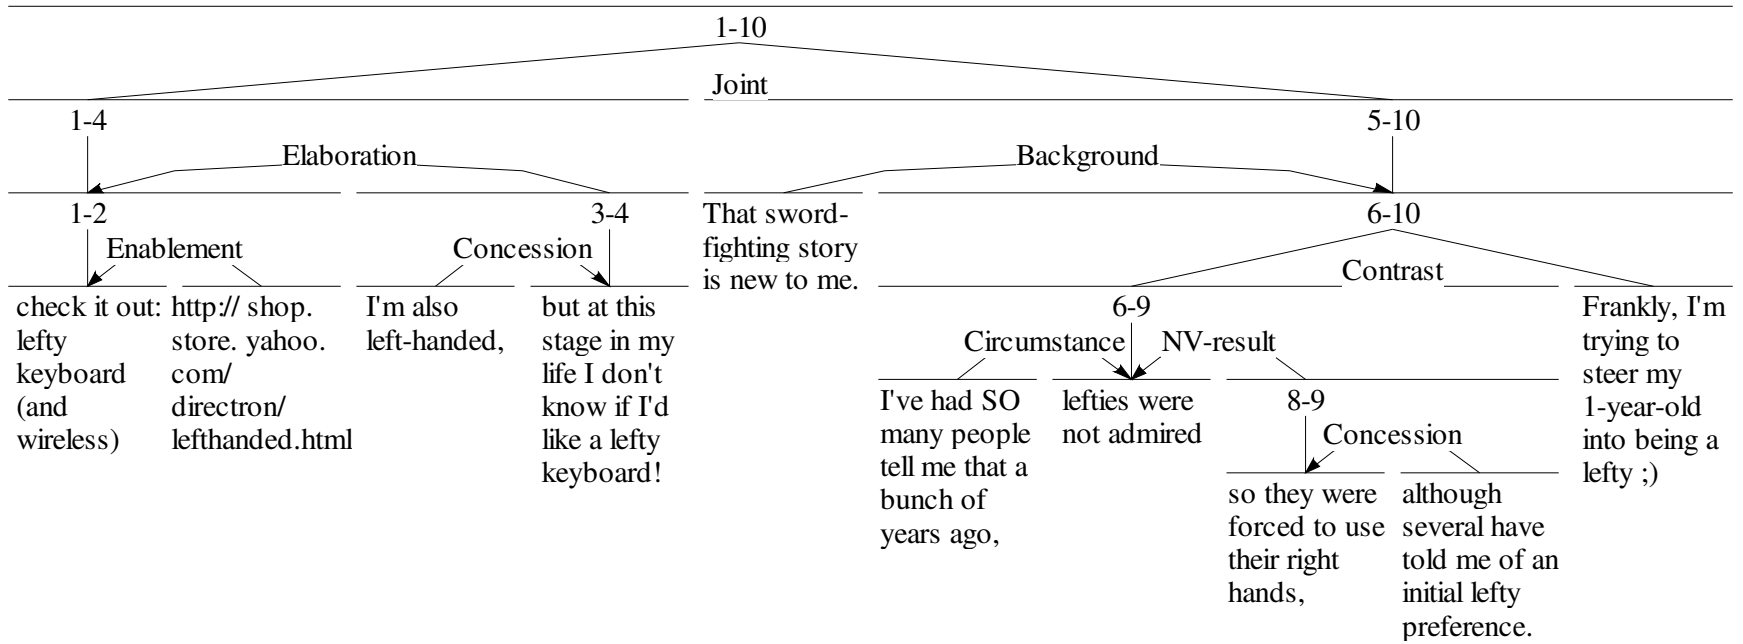 1-10
Joint
1-4
5-10
Elaboration
Background
1-2
3-4
That sword-
fighting story
is new to me.
6-10
Enablement
Concession
Contrast
check it out:
lefty
keyboard
(and
wireless)
http:// shop.
store. yahoo.
com/
directron/
lefthanded.html
I'm also
left-handed,
but at this
stage in my
life I don't
know if I'd
like a lefty
keyboard!
6-9
Frankly, I'm
trying to
steer my
1-year-old
into being a
lefty ;)
Circumstance
NV-result
I've had SO
many people
tell me that a
bunch of
years ago,
lefties were
not admired
8-9
Concession
so they were
forced to use
their right
hands,
although
several have
told me of an
initial lefty
preference.